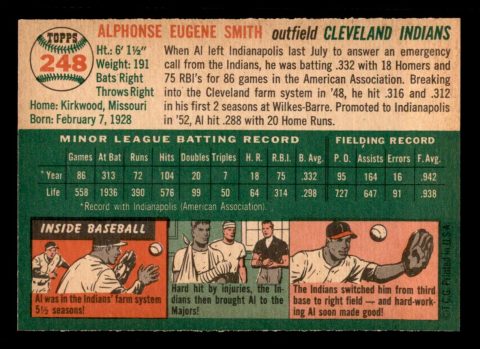 TOPPS
248
ALPHONSE EUGENE SMITH outfield CLEVELAND INDIANS
Ht.: 6' 1½"
Weight: 191
Bats Right
Throws Right
Home: Kirkwood, Missouri
Born: February 7, 1928
When Al left Indianapolis last July to answer an emergency
call from the Indians, he was batting .332 with 18 Homers and
75 RBI's for 86 games in the American Association. Breaking
into the Cleveland farm system in '48, he hit .316 and .312
in his first 2 seasons at Wilkes-Barre. Promoted to Indianapolis
in '52, Al hit .288 with 20 Home Runs.
MINOR LEAGUE BATTING RECORD FIELDING RECORD
Games At Bat Runs Hits Doubles Triples H. R. R.B.I. B. Avg. P. O. Assists Errors F. Avg.
*Year 86 313 72 104 20 7 18 75 .332 95 164 16 .942
Life 558 1936 390 576 99 50 64 314 .298 727 647 91 .938
*Record with Indianapolis (American Association).
INSIDE BASEBALL
Al was in the Indians' farm system
5½ seasons!
Hard hit by injuries, the In-
dians then brought Al to the
Majors!
The Indians switched him from third
base to right field — and hard-work-
ing Al soon made good!
©T. C. G. Printed in U.S.A.